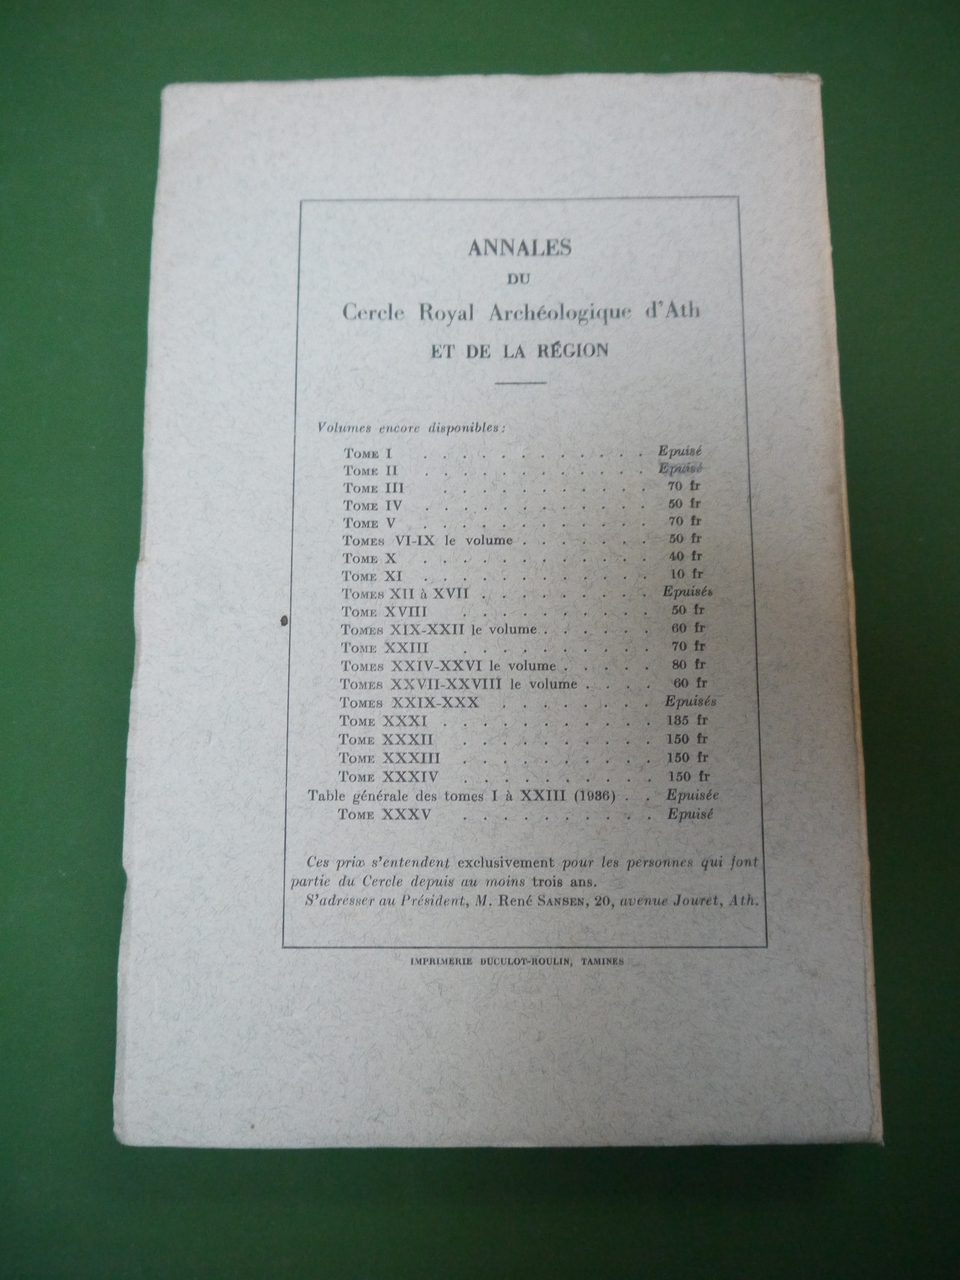 ANNALES
DU
Cercle Royal Archéologique d'Ath
ET DE LA RÉGION
Volumes encore disponibles :
TOME I . . . . . . . . . . . . Epuisé
TOME II . . . . . . . . . . . . Epuisé
TOME III . . . . . . . . . . . 70 fr
TOME IV . . . . . . . . . . . . 50 fr
TOME V . . . . . . . . . . . . 70 fr
TOMES VI-IX le volume . . . . . . . 50 fr
TOME X . . . . . . . . . . . . 40 fr
TOME XI . . . . . . . . . . . . 10 fr
TOMES XII à XVII . . . . . . . . . Epuisés
TOME XVIII . . . . . . . . . . 50 fr
TOMES XIX-XXII le volume . . . . . . 60 fr
TOME XXIII . . . . . . . . . . 70 fr
TOMES XXIV-XXVI le volume . . . . . 80 fr
TOMES XXVII-XXVIII le volume . . . . 60 fr
TOMES XXIX-XXX . . . . . . . . Epuisés
TOME XXXI . . . . . . . . . . . 185 fr
TOME XXXII . . . . . . . . . . 150 fr
TOME XXXIII . . . . . . . . . . 150 fr
TOME XXXIV . . . . . . . . . . 150 fr
Table générale des tomes I à XXIII (1936) . . Epuisée
TOME XXXV . . . . . . . . . . Epuisé
Ces prix s'entendent exclusivement pour les personnes qui font
partie du Cercle depuis au moins trois ans.
S'adresser au Président, M. René SANSEN, 20, avenue Jouret, Ath.
IMPRIMERIE DUCULOT-ROULIN, TAMINES